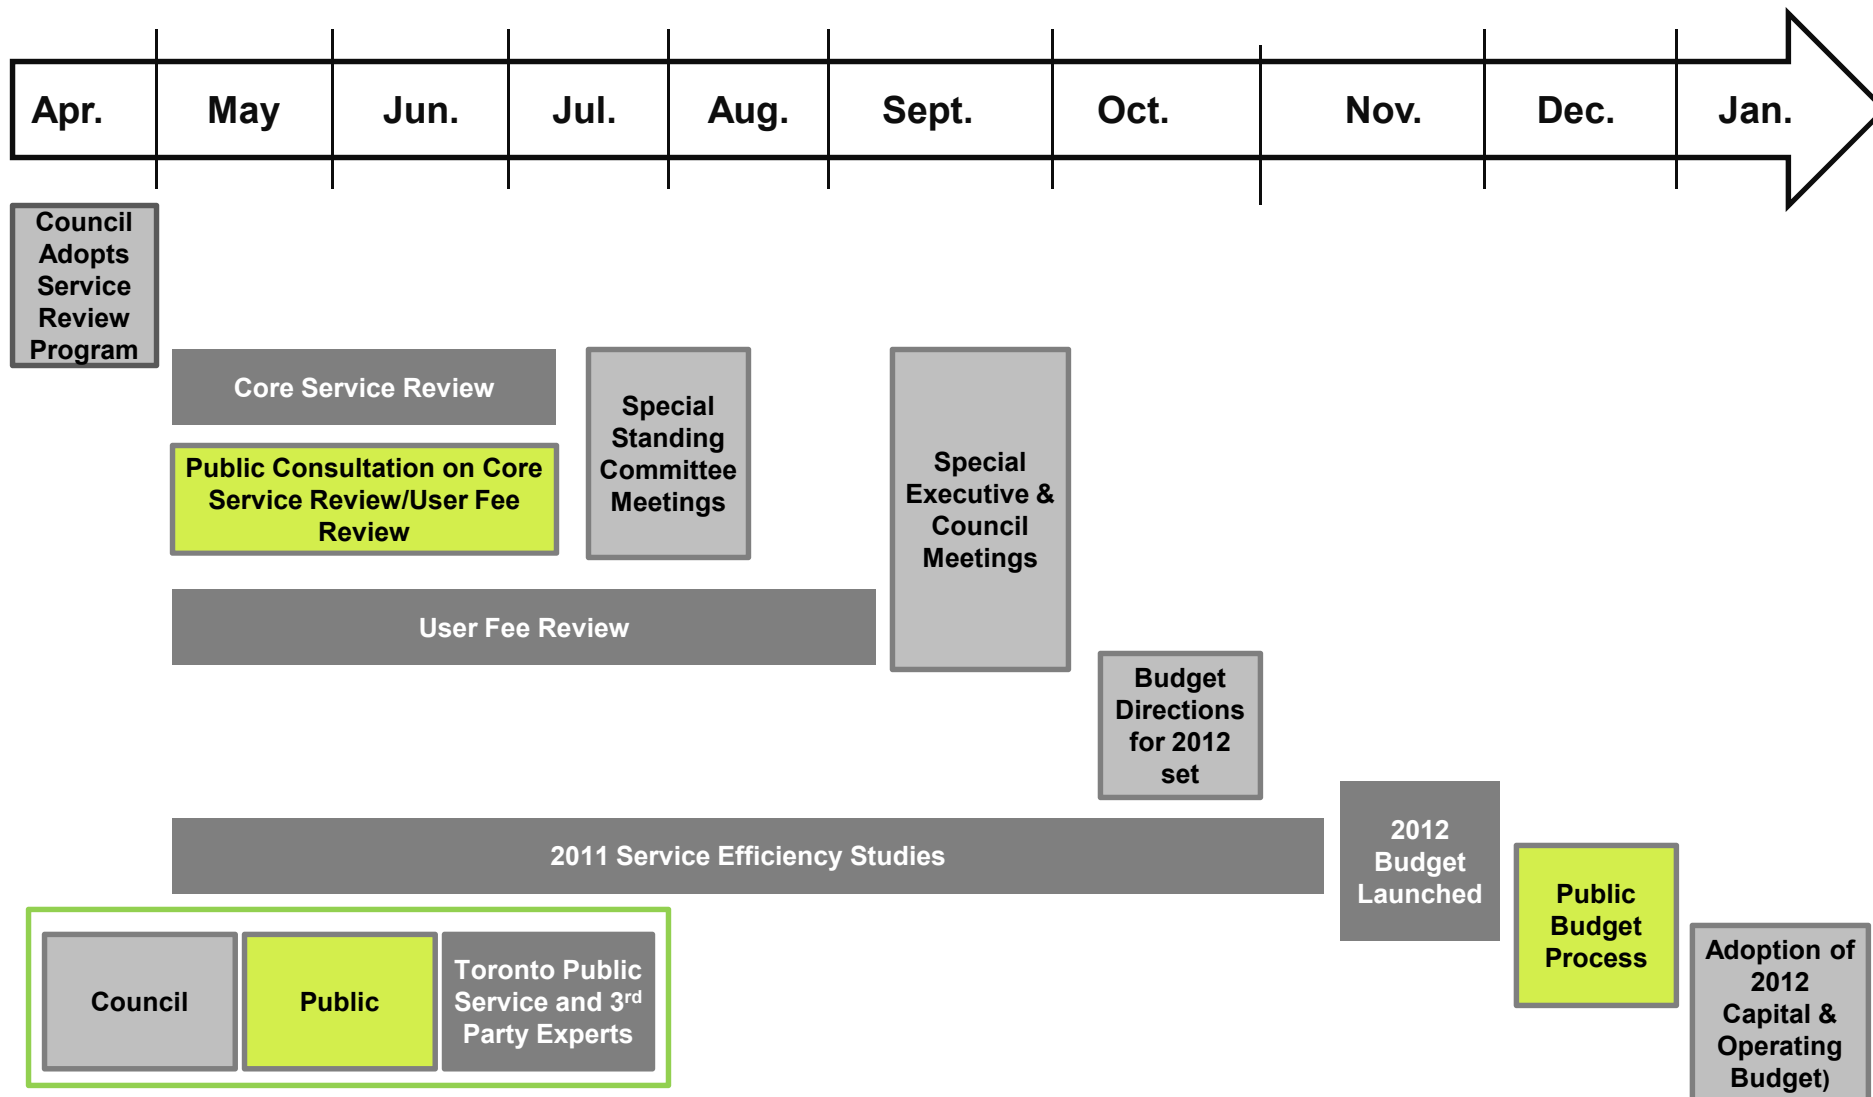 Apr.
May
Jun.
Jul.
Aug.
Sept.
Oct.
Nov.
Dec.
Jan.
Council
Adopts
Service
Review
Program
Core Service Review
Public Consultation on Core
Service Review/User Fee
Review
Special
Standing
Committee
Meetings
Special
Executive &
Council
Meetings
User Fee Review
Budget
Directions
for 2012
set
2011 Service Efficiency Studies
2012
Budget
Launched
Public
Budget
Process
Adoption of
2012
Capital &
Operating
Budget)
Council
Public
Toronto Public
Service and 3rd
Party Experts